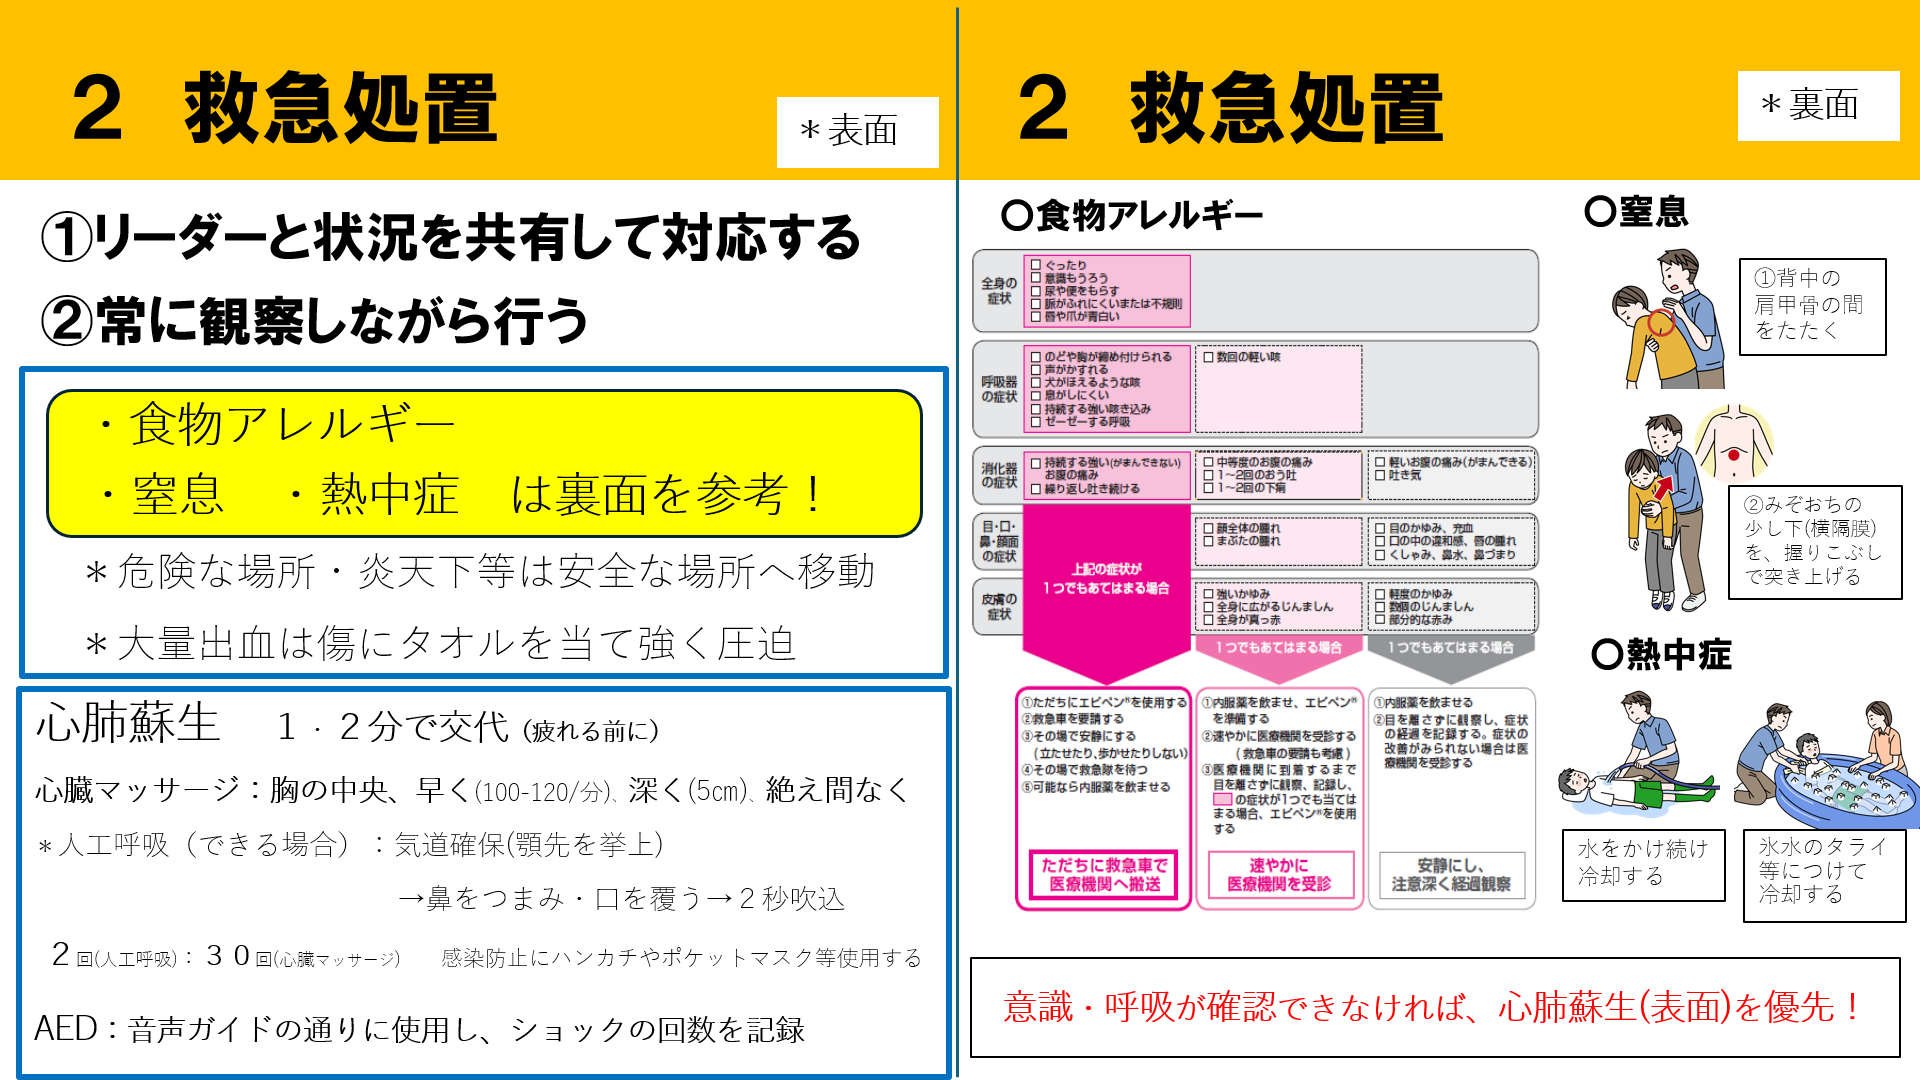 ２　救急処置
＊表面
①リーダーと状況を共有して対応する
②常に観察しながら行う
・食物アレルギー
・窒息　・熱中症　は裏面を参考！
＊危険な場所・炎天下等は安全な場所へ移動
＊大量出血は傷にタオルを当て強く圧迫
心肺蘇生　１・２分で交代（疲れる前に）
心臓マッサージ：胸の中央、早く(100-120/分)、深く(5㎝)、絶え間なく
＊人工呼吸（できる場合）：気道確保(顎先を挙上)
→鼻をつまみ・口を覆う→２秒吹込
２回(人工呼吸)：３０回(心臓マッサージ)　感染防止にハンカチやポケットマスク等使用する
AED：音声ガイドの通りに使用し、ショックの回数を記録
２　救急処置
＊裏面
〇食物アレルギー
全身の
症状
□ ぐったり
□ 意識もうろう
□ 尿や便をもらす
□ 脈がふれにくいまたは不規則
□ 唇や爪が青白い
呼吸器
の症状
□ のどや胸が締め付けられる
□ 声がかすれる
□ 犬がほえるような咳
□ 息がしにくい
□ 持続する強い咳き込み
□ ゼーゼーする呼吸
□ 数回の軽い咳
消化器
の症状
□ 持続する強い(がまんできない)
お腹の痛み
□ 繰り返し吐き続ける
□ 中等度のお腹の痛み
□ 1～2回のおう吐
□ 1～2回の下痢
□ 軽いお腹の痛み(がまんできる)
□ 吐き気
目・口・
鼻・顔面
の症状
□ 顔全体の腫れ
□ まぶたの腫れ
□ 目のかゆみ、充血
□ 口の中の違和感、唇の腫れ
□ くしゃみ、鼻水、鼻づまり
皮膚の
症状
□ 強いかゆみ
□ 全身に広がるじんましん
□ 全身が真っ赤
□ 軽度のかゆみ
□ 数個のじんましん
□ 部分的な赤み
上記の症状が
１つでもあてはまる場合
１つでもあてはまる場合
１つでもあてはまる場合
①ただちにエピペン®を使用する
②救急車を要請する
③その場で安静にする
(立たせたり、歩かせたりしない)
④その場で救急隊を待つ
⑤可能なら内服薬を飲ませる
ただちに救急車で
医療機関へ搬送
①内服薬を飲ませ、エピペン®
を準備する
②速やかに医療機関を受診する
(救急車の要請も考慮)
③医療機関に到着するまで
目を離さずに観察、記録し、
の症状が1つでも当ては
まる場合、エピペン®を使用
する
速やかに
医療機関を受診
①内服薬を飲ませる
②目を離さずに観察し、症状
の経過を記録する。症状の
改善がみられない場合は医
療機関を受診する
安静にし、
注意深く経過観察
〇窒息
①背中の
肩甲骨の間
をたたく
②みぞおちの
少し下(横隔膜)
を、握りこぶし
で突き上げる
〇熱中症
水をかけ続け
冷却する
氷水のタライ
等につけて
冷却する
意識・呼吸が確認できなければ、心肺蘇生(表面)を優先！